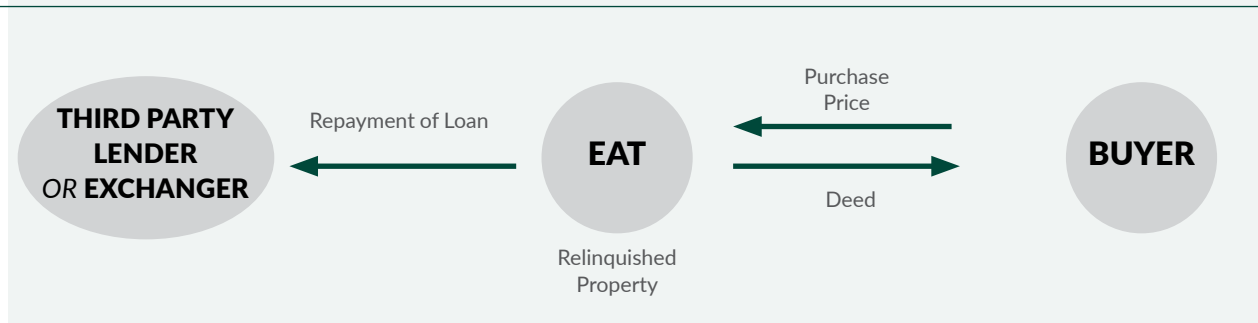 THIRD PARTY
LENDER
OR EXCHANGER
Repayment of Loan
EAT
Relinquished
Property
Purchase
Price
Deed
BUYER